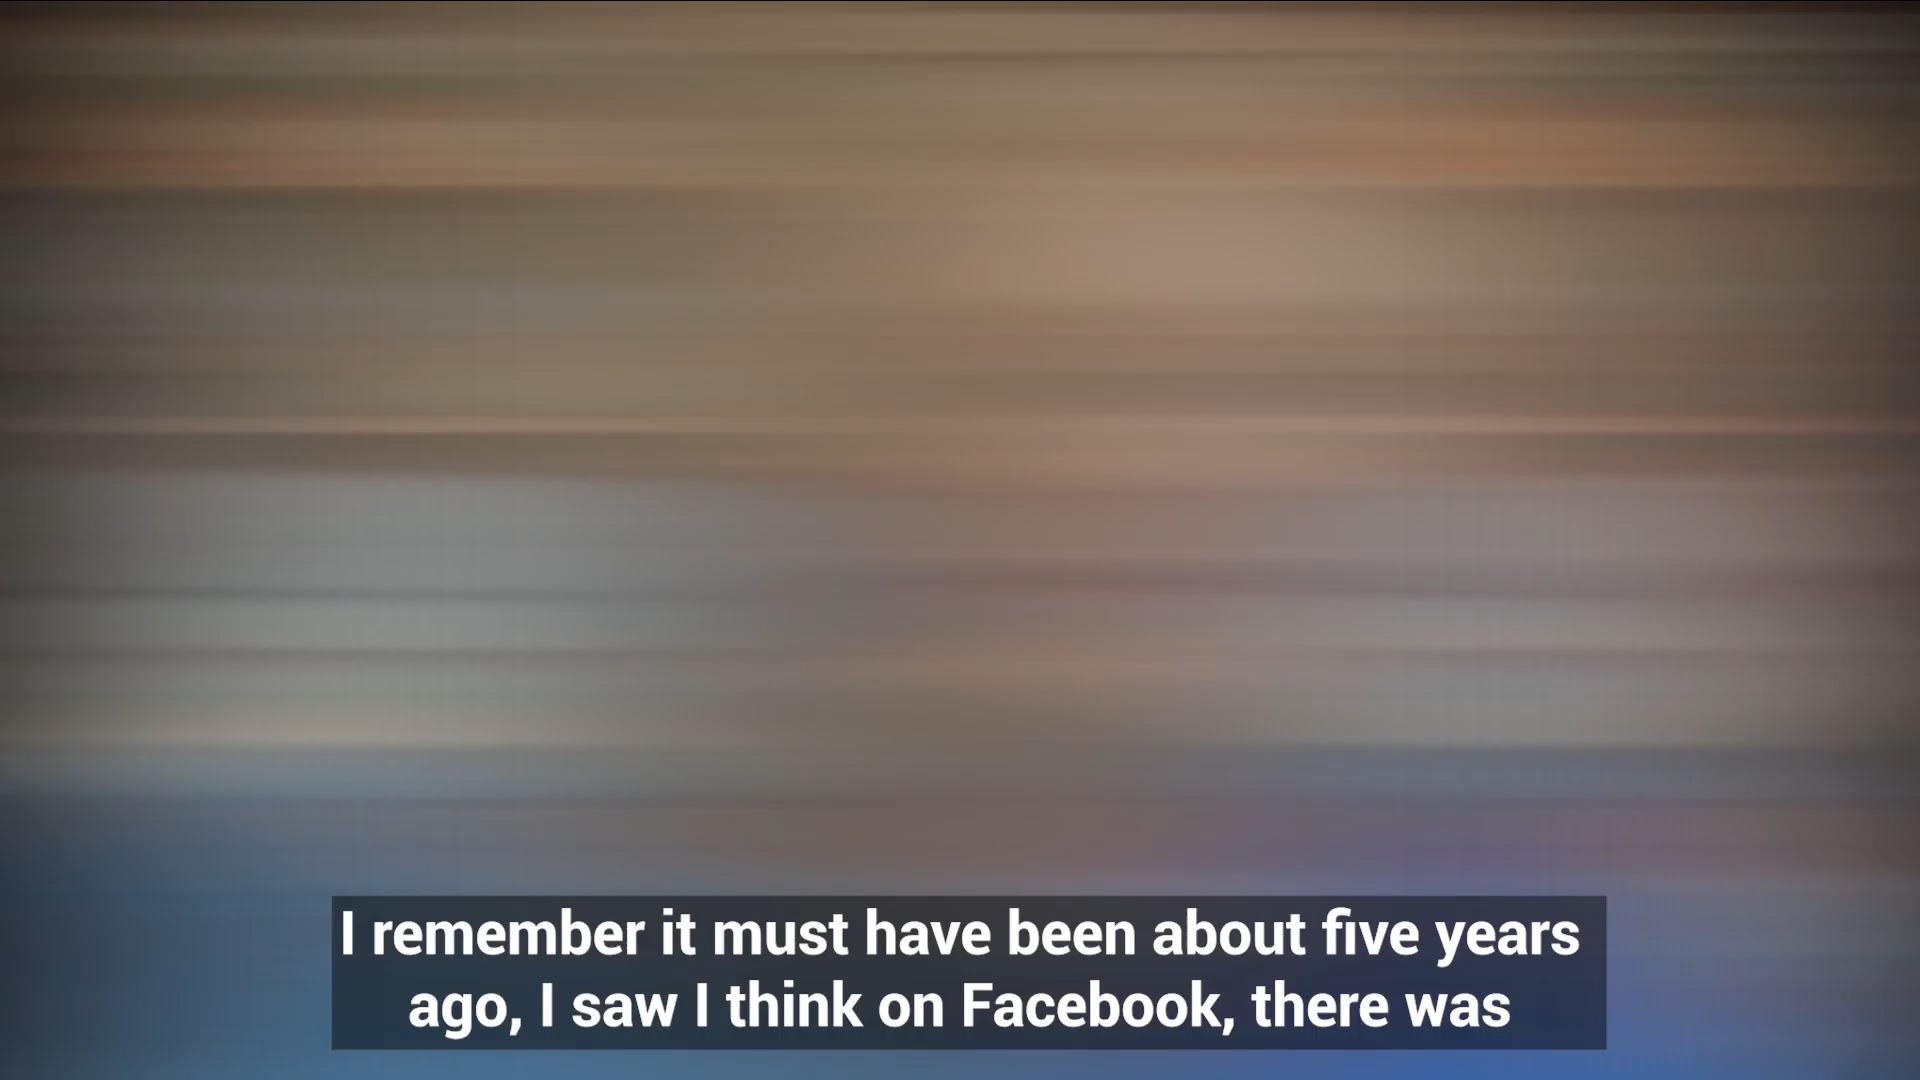 I remember it must have been about five years
ago, I saw I think on Facebook, there was